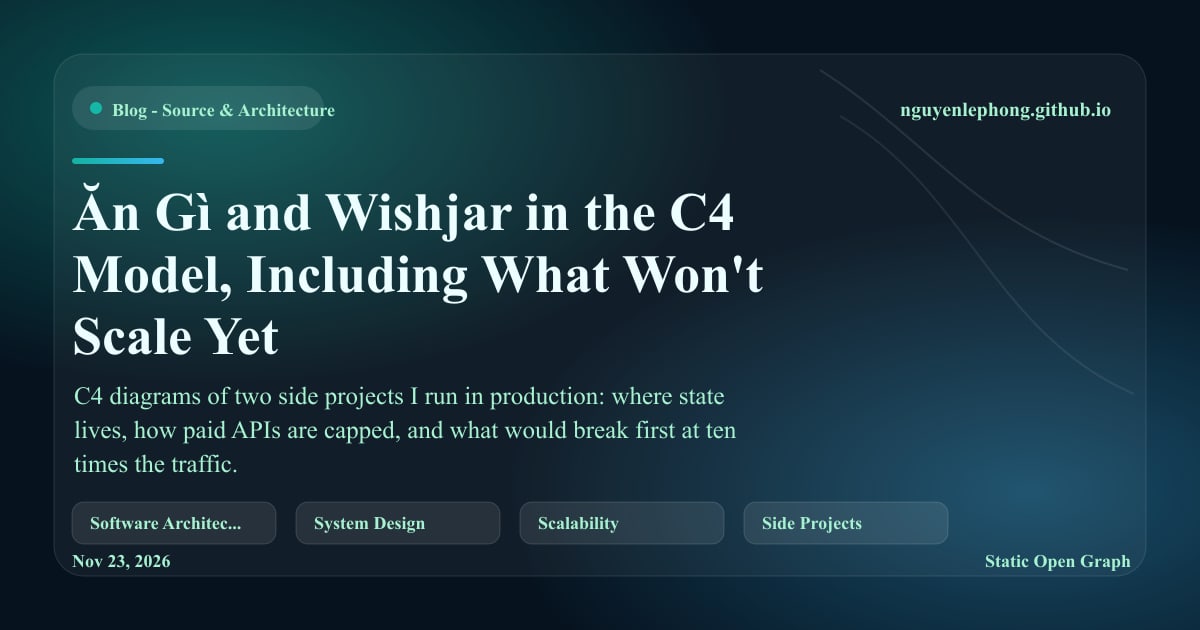 Blog - Source & Architecture
nguyenlephong.github.io
Ăn Gì and Wishjar in the C4
Model, Including What Won't
Scale Yet
C4 diagrams of two side projects I run in production: where state
lives, how paid APIs are capped, and what would break first at ten
times the traffic.
Software Architec...
System Design
Scalability
Side Projects
Nov 23, 2026
Static Open Graph